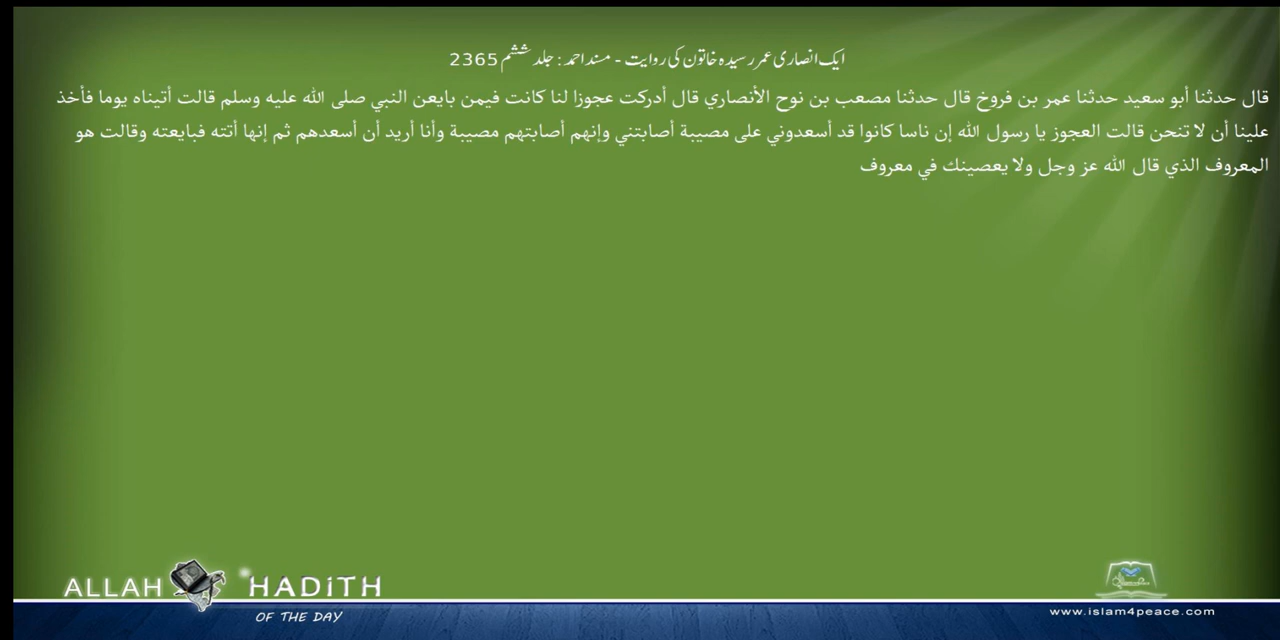 ایک انصاری عمر رسیدہ خاتون کی روایت - مسند احمد : جلد ششم 2365
قال حدثنا أبو سعيد حدثنا عمر بن فروخ قال حدثنا مصعب بن نوح الأنصاري قال أدركت عجوزا لنا كانت فيمن بايعن النبي صلى الله عليه وسلم قالت أتيناه يوما فأخذ
علينا أن لا تنحن قالت العجوز يا رسول الله إن ناسا كانوا قد أسعدوني على مصيبة أصابتني وإنهم أصابتهم مصيبة وأنا أريد أن أسعدهم ثم إنها أتته فبايعته وقالت هو
المعروف الذي قال الله عز وجل ولا يعصينك في معروف
ALLAH HADiTH
OF THE DAY
www.islam4peace.com